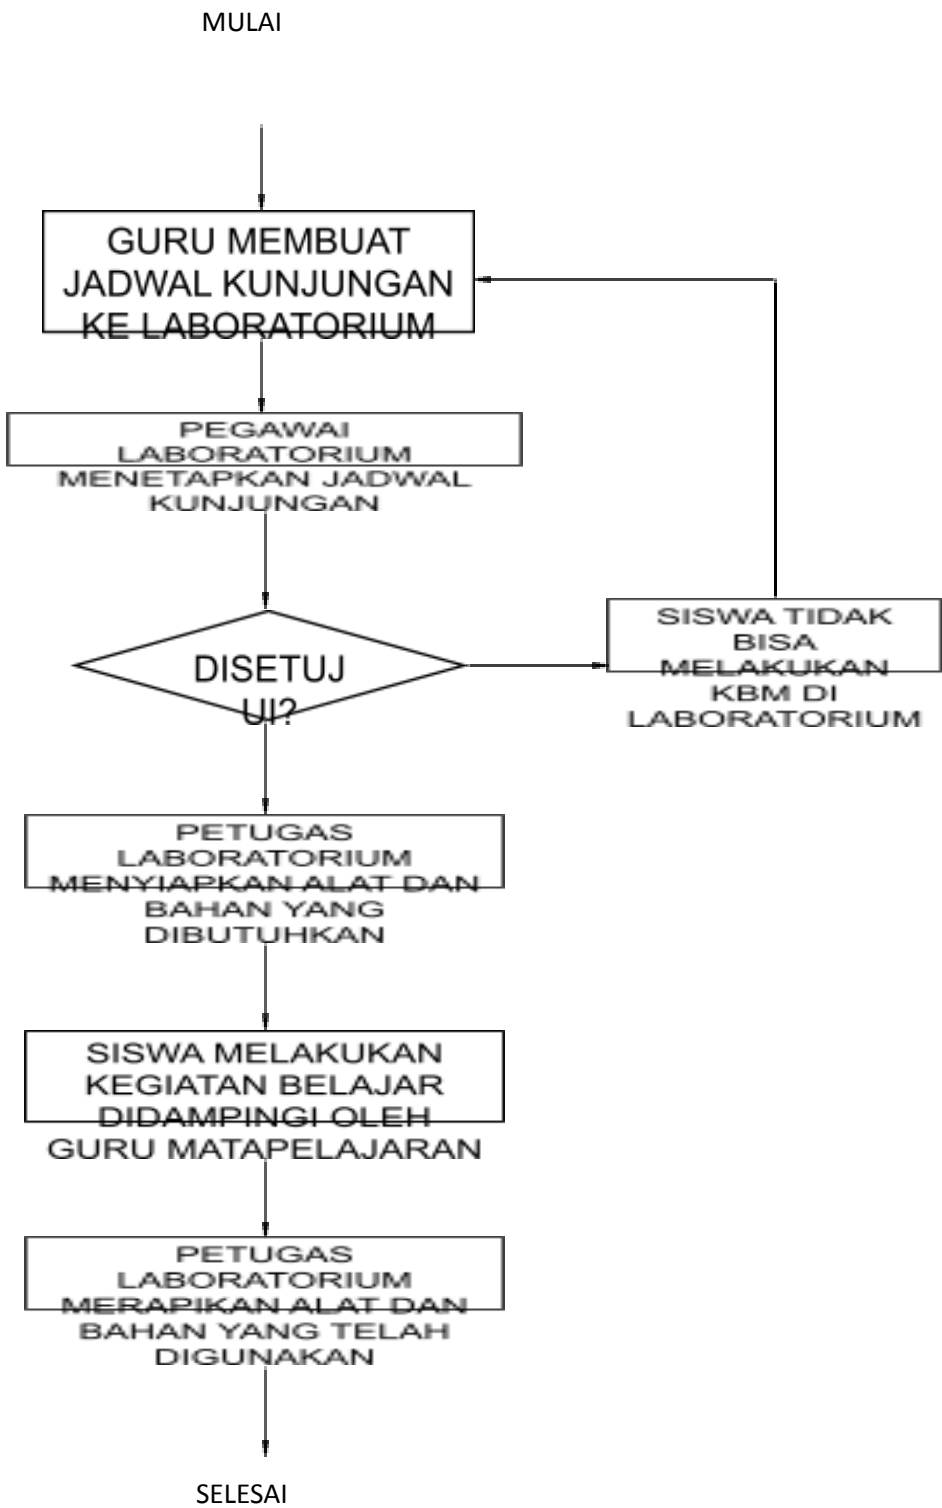 MULAI
GURU MEMBUAT
JADWAL KUNJUNGAN
KE LABORATORIUM
PEGAWAI
LABORATORIUM
MENETAPKAN JADWAL
KUNJUNGAN
DISETUJ
UI?
SISWA TIDAK
BISA
MELAKUKAN
KBM DI
LABORATORIUM
PETUGAS
LABORATORIUM
MENYIAPKAN ALAT DAN
BAHAN YANG
DIBUTUHKAN
SISWA MELAKUKAN
KEGIATAN BELAJAR
DIDAMPINGI OLEH
GURU MATAPELAJARAN
PETUGAS
LABORATORIUM
MERAPIKAN ALAT DAN
BAHAN YANG TELAH
DIGUNAKAN
SELESAI